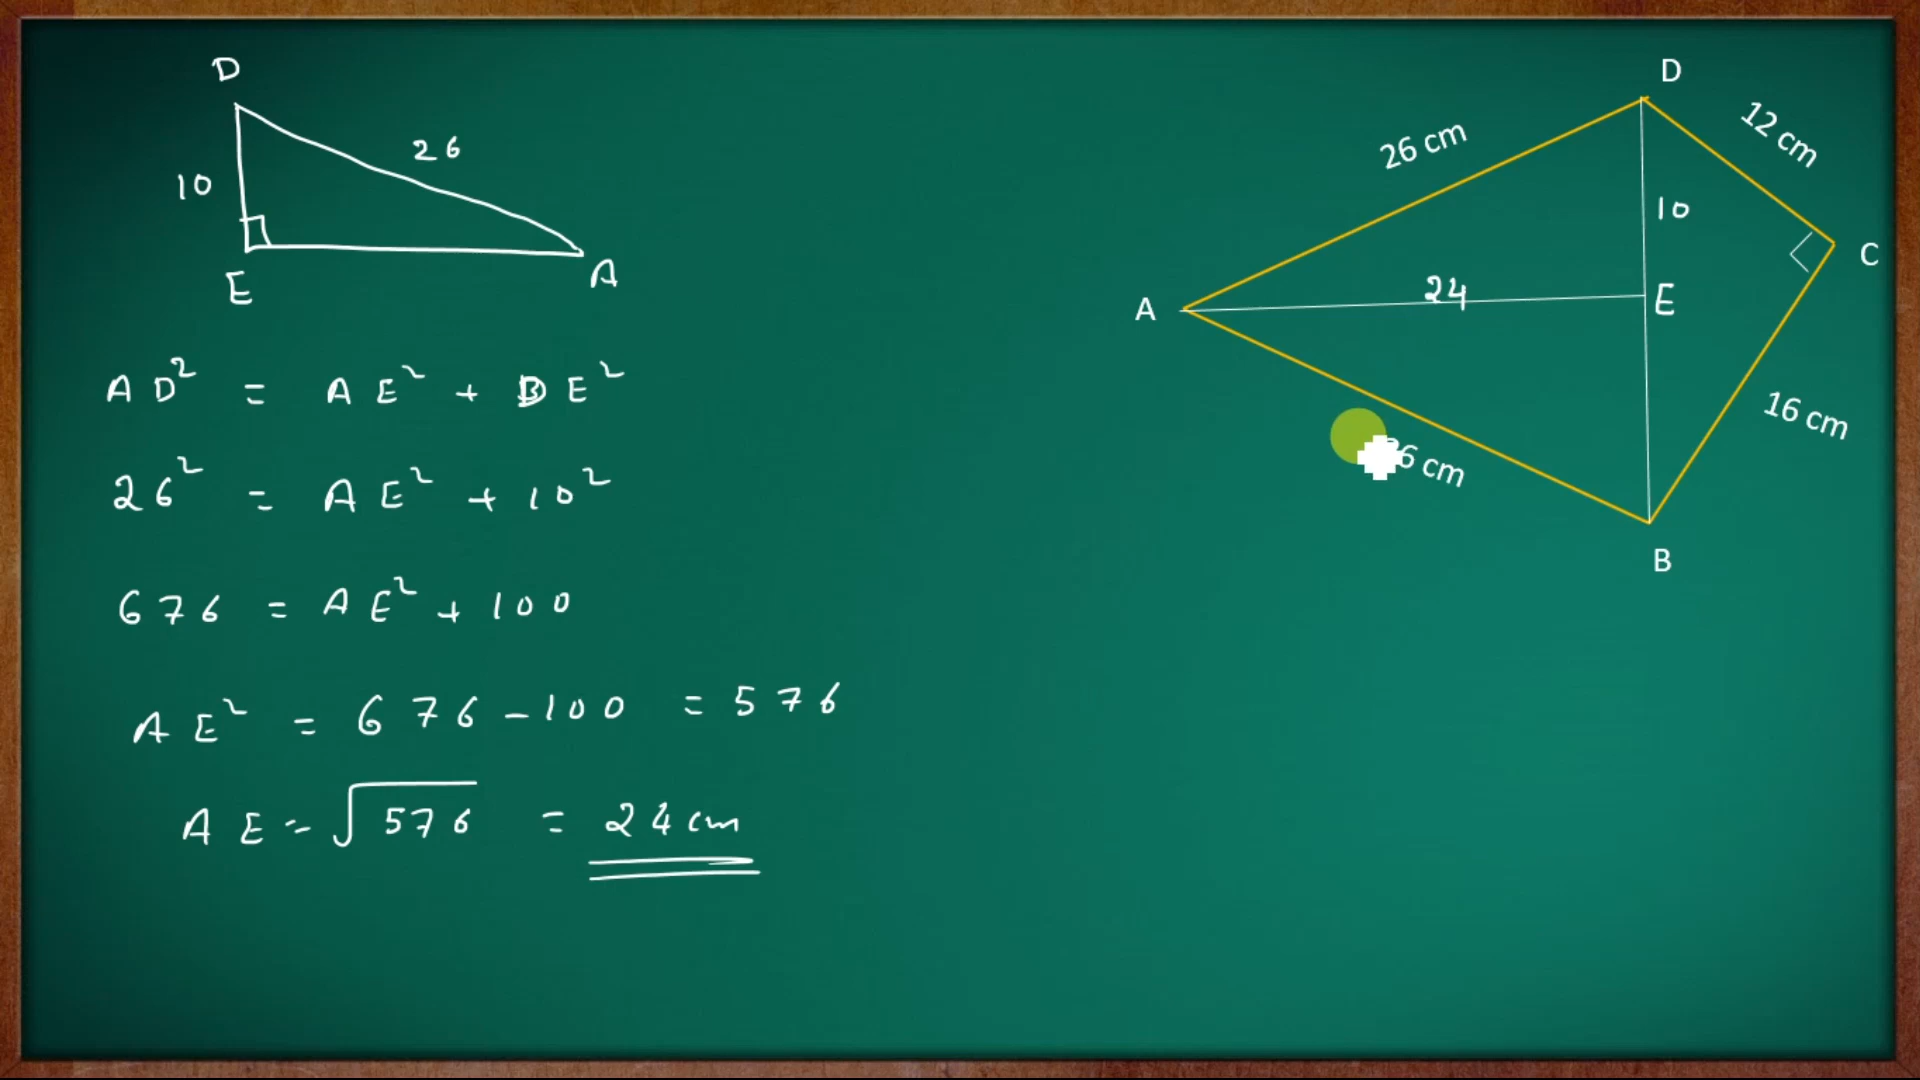 D
10
26
E
A
AD² = AE² + DE²
26² = AE² + 10²
676 = AE² + 100
AE² = 676 - 100 = 576
AE = √576 = 24 cm
D
26 cm
12 cm
10
C
A
24
E
6 cm
16 cm
B